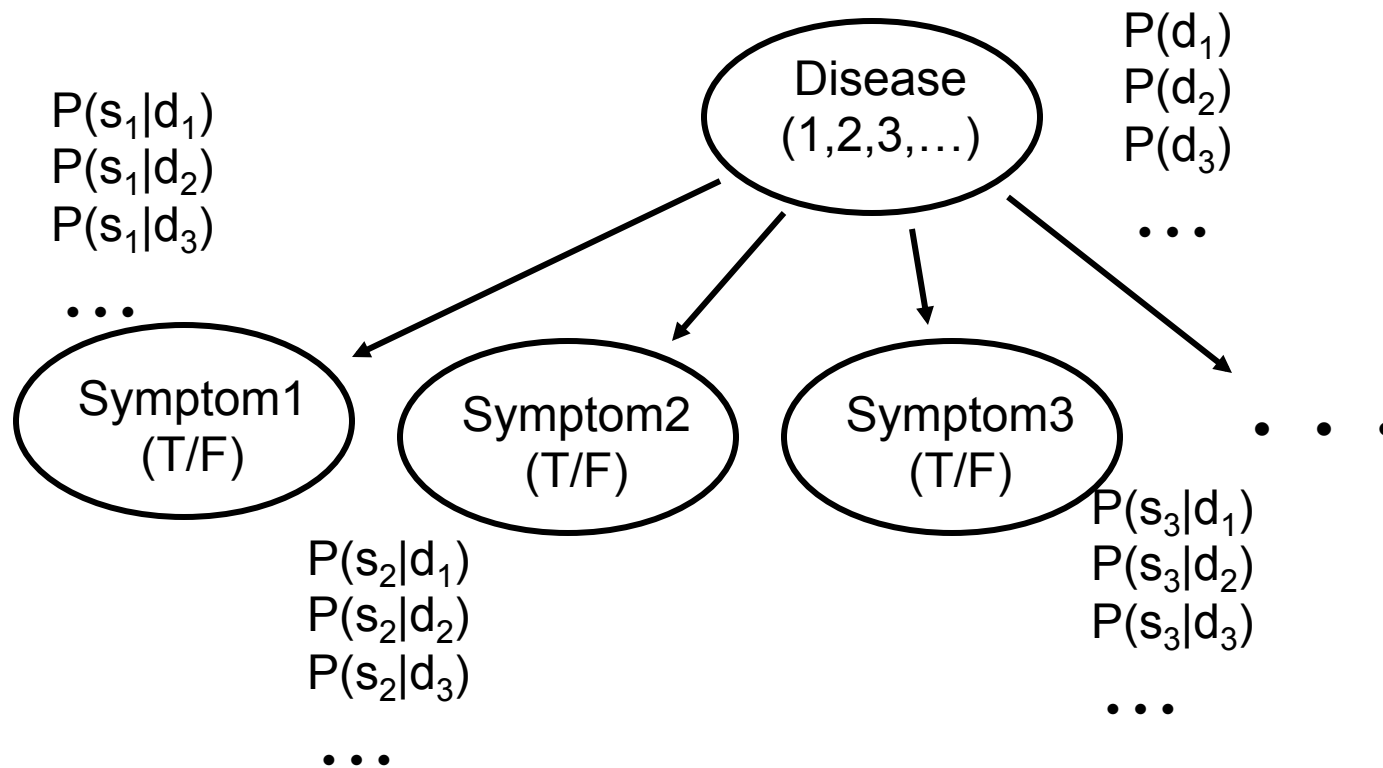 Disease
(1,2,3,…)
P(d₁)
P(d₂)
P(d₃)
…
P(s₁|d₁)
P(s₁|d₂)
P(s₁|d₃)
…
Symptom1
(T/F)
Symptom2
(T/F)
Symptom3
(T/F)
. . .
P(s₂|d₁)
P(s₂|d₂)
P(s₂|d₃)
…
P(s₃|d₁)
P(s₃|d₂)
P(s₃|d₃)
…